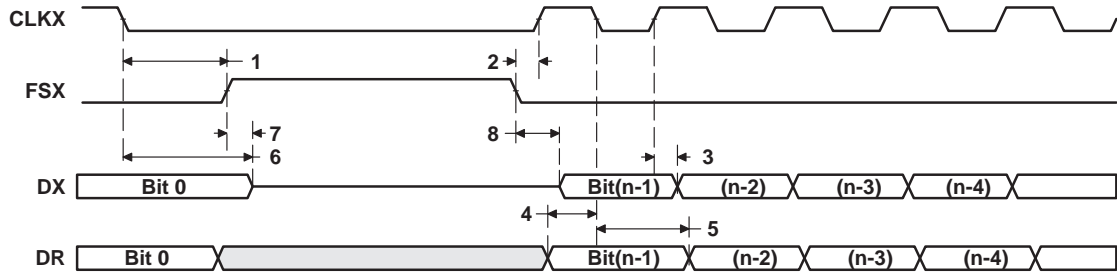 CLKX
1 2
FSX
7 8
6 3
DX Bit 0 Bit(n-1) (n-2) (n-3) (n-4)
4 5
DR Bit 0 Bit(n-1) (n-2) (n-3) (n-4)